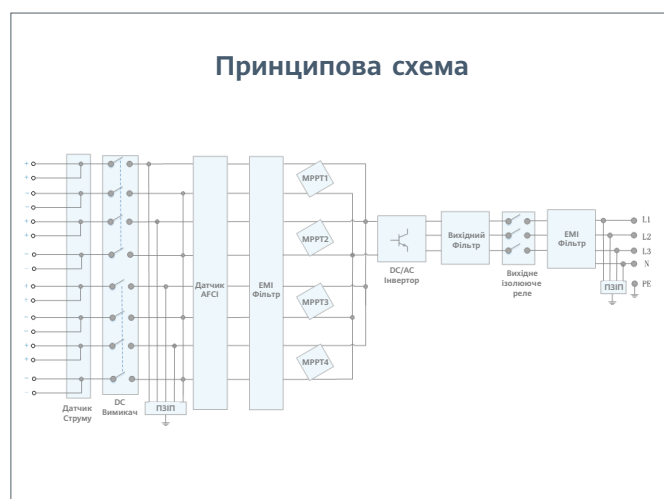 Принципова схема
+
+
−
−
+
+
−
−
+
+
−
−
+
+
−
−
Датчик
Струму
DC
Вимикач
ПЗІП
Датчик
AFCI
EMI
Фільтр
MPPT1
MPPT2
MPPT3
MPPT4
DC/AC
Інвертор
Вихідний
Фільтр
Вихідне
ізолююче
реле
EMI
Фільтр
ПЗІП
L1
L2
L3
N
PE